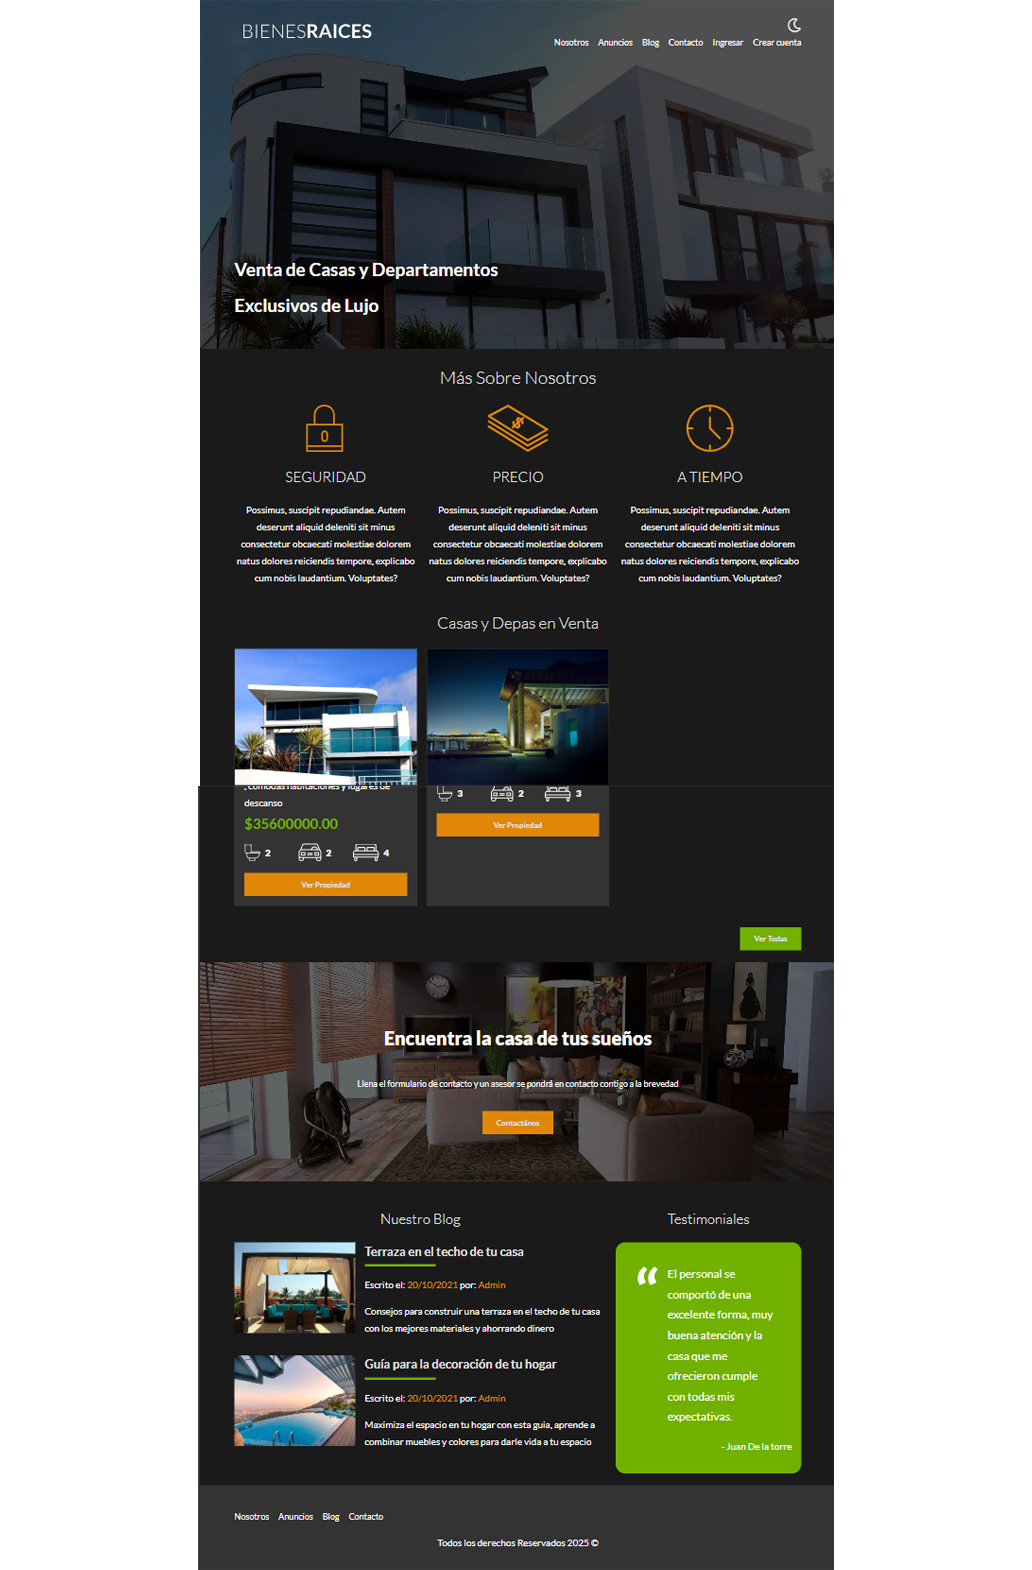 BIENESRAICES
Nosotros Anuncios Blog Contacto Ingresar Crear cuenta
Venta de Casas y Departamentos
Exclusivos de Lujo
Más Sobre Nosotros
SEGURIDAD
Possimus, suscipit repudiandae. Autem
deserunt aliquid deleniti sit minus
consectetur obcaecati molestiae dolorem
natus dolores reiciendis tempore, explicabo
cum nobis laudantium. Voluptates?
PRECIO
Possimus, suscipit repudiandae. Autem
deserunt aliquid deleniti sit minus
consectetur obcaecati molestiae dolorem
natus dolores reiciendis tempore, explicabo
cum nobis laudantium. Voluptates?
A TIEMPO
Possimus, suscipit repudiandae. Autem
deserunt aliquid deleniti sit minus
consectetur obcaecati molestiae dolorem
natus dolores reiciendis tempore, explicabo
cum nobis laudantium. Voluptates?
Casas y Depas en Venta
, cómodas habitaciones y lugares de
descanso
$35600000.00
2 2 4
Ver Propiedad
3 2 3
Ver Propiedad
Ver Todas
Encuentra la casa de tus sueños
Llena el formulario de contacto y un asesor se pondrá en contacto contigo a la brevedad
Contactános
Nuestro Blog
Terraza en el techo de tu casa
Escrito el: 20/10/2021 por: Admin
Consejos para construir una terraza en el techo de tu casa
con los mejores materiales y ahorrando dinero
Guía para la decoración de tu hogar
Escrito el: 20/10/2021 por: Admin
Maximiza el espacio en tu hogar con esta guia, aprende a
combinar muebles y colores para darle vida a tu espacio
Testimoniales
“ El personal se
comportó de una
excelente forma, muy
buena atención y la
casa que me
ofrecieron cumple
con todas mis
expectativas.
- Juan De la torre
Nosotros Anuncios Blog Contacto
Todos los derechos Reservados 2025 ©